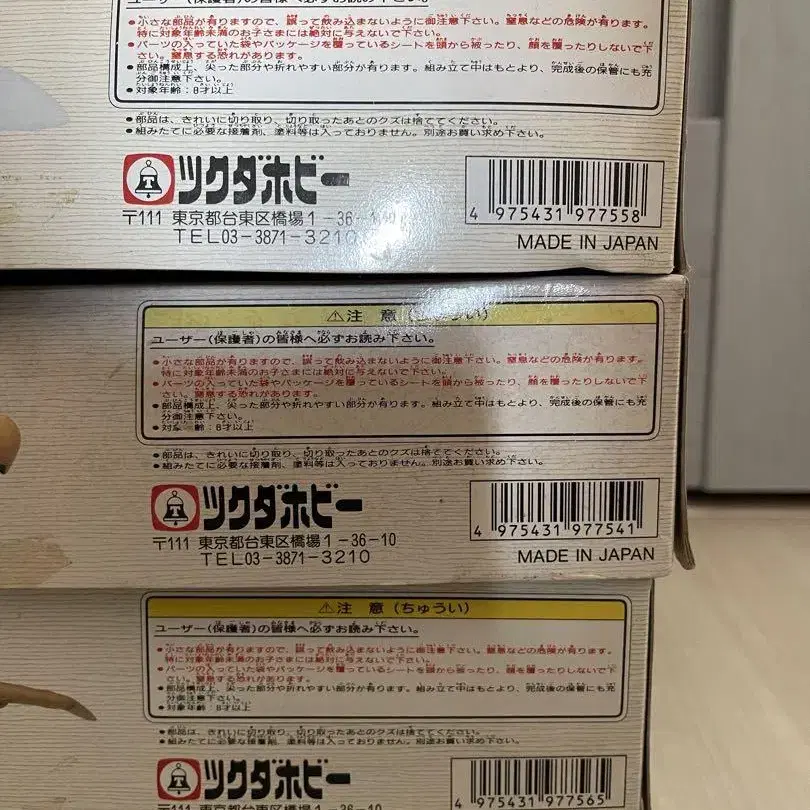 ユーザー(保護者)の皆様へ必ずお読み下さい。
●小さな部品が有りますので、誤って飲み込まないように御注意下さい。窒息などの危険が有ります。
特に対象年齢未満のお子さまには絶対に与えないで下さい。
●パーツの入っていた袋やパッケージを覆っているシートを頭から被ったり、顔を覆ったりしないで下
さい。窒息する恐れがあります。
●部品構成上、尖った部分や折れやすい部分が有ります。組み立て中はもとより、完成後の保管にも充
分御注意下さい。
●対象年齢:8才以上
●部品は、きれいに切り取り、切り取ったあとのクズは捨ててください。
●組みたてに必要な接着剤、塗料等は入っておりません。別途お買い求め下さい。
ツクダホビー
〒111 東京都台東区橋場1-36-10
TEL03-3871-3210
4 975431 977558
MADE IN JAPAN
⚠注 意(ちゅうい)
ユーザー(保護者)の皆様へ必ずお読み下さい。
●小さな部品が有りますので、誤って飲み込まないように御注意下さい。窒息などの危険が有ります。
特に対象年齢未満のお子さまには絶対に与えないで下さい。
●パーツの入っていた袋やパッケージを覆っているシートを頭から被ったり、顔を覆ったりしないで下
さい。窒息する恐れがあります。
●部品構成上、尖った部分や折れやすい部分が有ります。組み立て中はもとより、完成後の保管にも充
分御注意下さい。
●対象年齢:8才以上
●部品は、きれいに切り取り、切り取ったあとのクズは捨ててください。
●組みたてに必要な接着剤、塗料等は入っておりません。別途お買い求め下さい。
ツクダホビー
〒111 東京都台東区橋場1-36-10
TEL03-3871-3210
4 975431 977541
MADE IN JAPAN
⚠注 意(ちゅうい)
ユーザー(保護者)の皆様へ必ずお読み下さい。
●小さな部品が有りますので、誤って飲み込まないように御注意下さい。窒息などの危険が有ります。
特に対象年齢未満のお子さまには絶対に与えないで下さい。
●パーツの入っていた袋やパッケージを覆っているシートを頭から被ったり、顔を覆ったりしないで下
さい。窒息する恐れがあります。
●部品構成上、尖った部分や折れやすい部分が有ります。組み立て中はもとより、完成後の保管にも充
分御注意下さい。
●対象年齢:8才以上
●部品は、きれいに切り取り、切り取ったあとのクズは捨ててください。
●組みたてに必要な接着剤、塗料等は入っておりません。別途お買い求め下さい。
ツクダホビー
〒111 東京都台東区橋場1-36-10
4 975431 977565